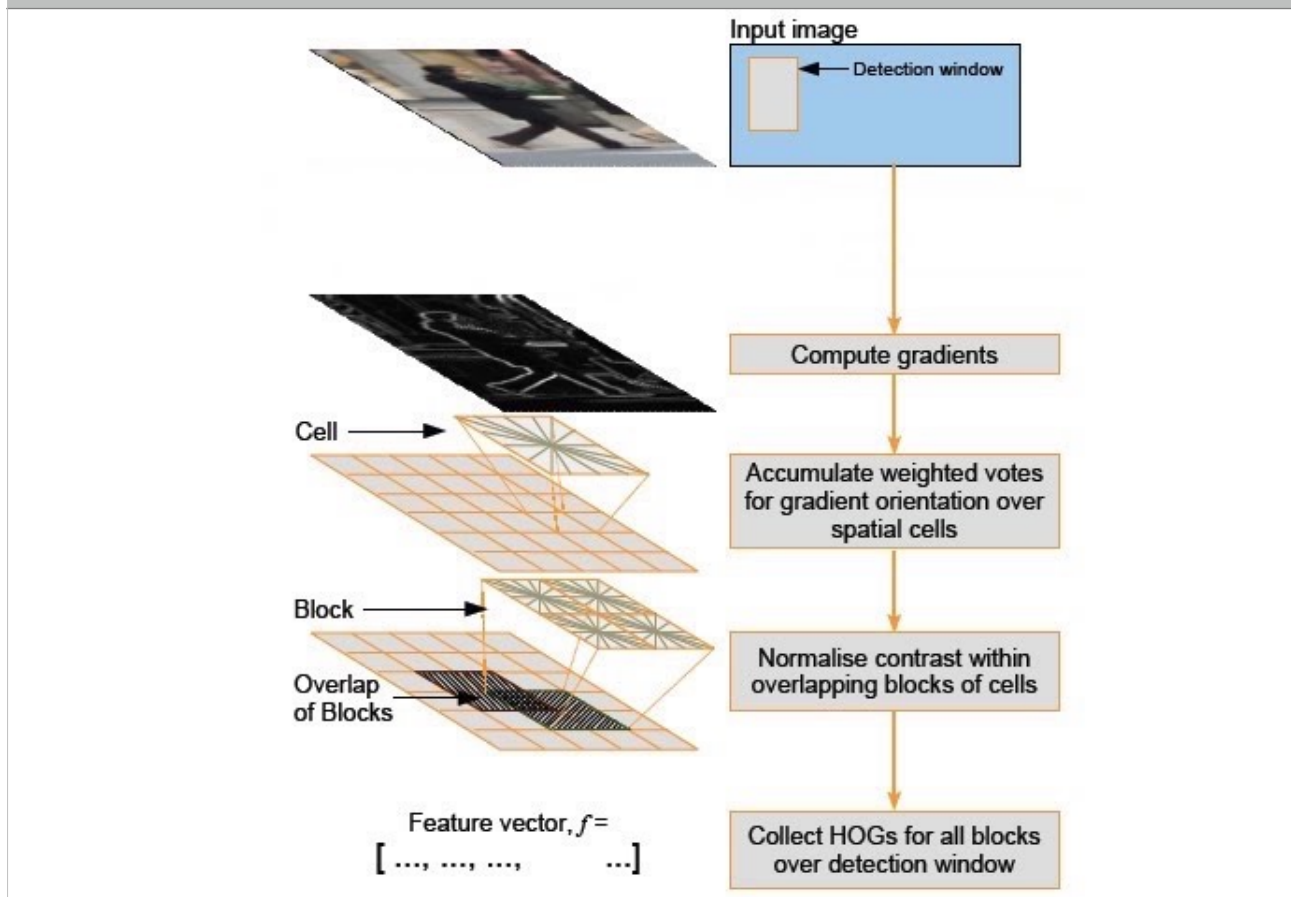 Input image
Detection window
Compute gradients
Cell
Accumulate weighted votes
for gradient orientation over
spatial cells
Block
Normalise contrast within
overlapping blocks of cells
Overlap
of Blocks
Feature vector, f =
[ ..., ..., ..., ...]
Collect HOGs for all blocks
over detection window